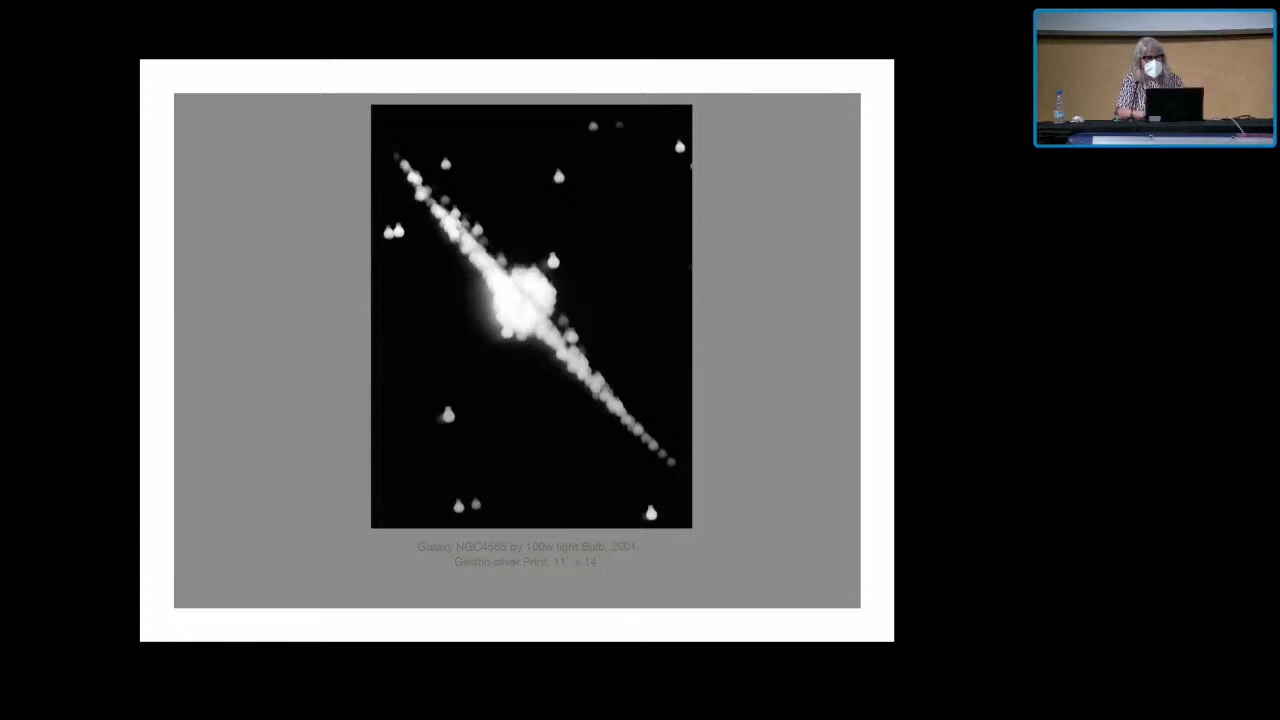 Galaxy NGC4565 by 100w light Bulb, 2001,
Gelatin-silver Print, 11 x 14